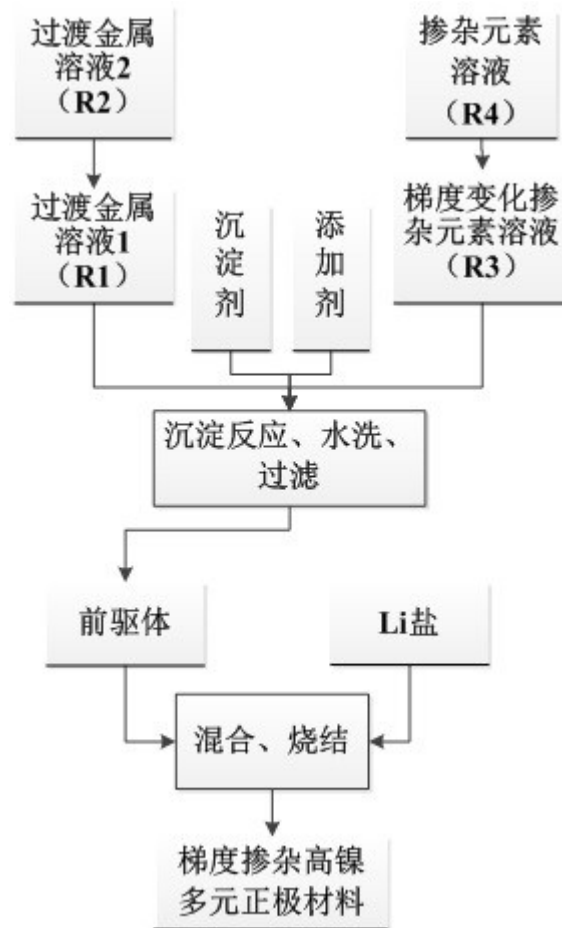 过渡金属
溶液2
（R2）
掺杂元素
溶液
（R4）
过渡金属
溶液1
（R1）
沉
淀
剂
添
加
剂
梯度变化掺
杂元素溶液
（R3）
沉淀反应、水洗、
过滤
前驱体
Li盐
混合、烧结
梯度掺杂高镍
多元正极材料